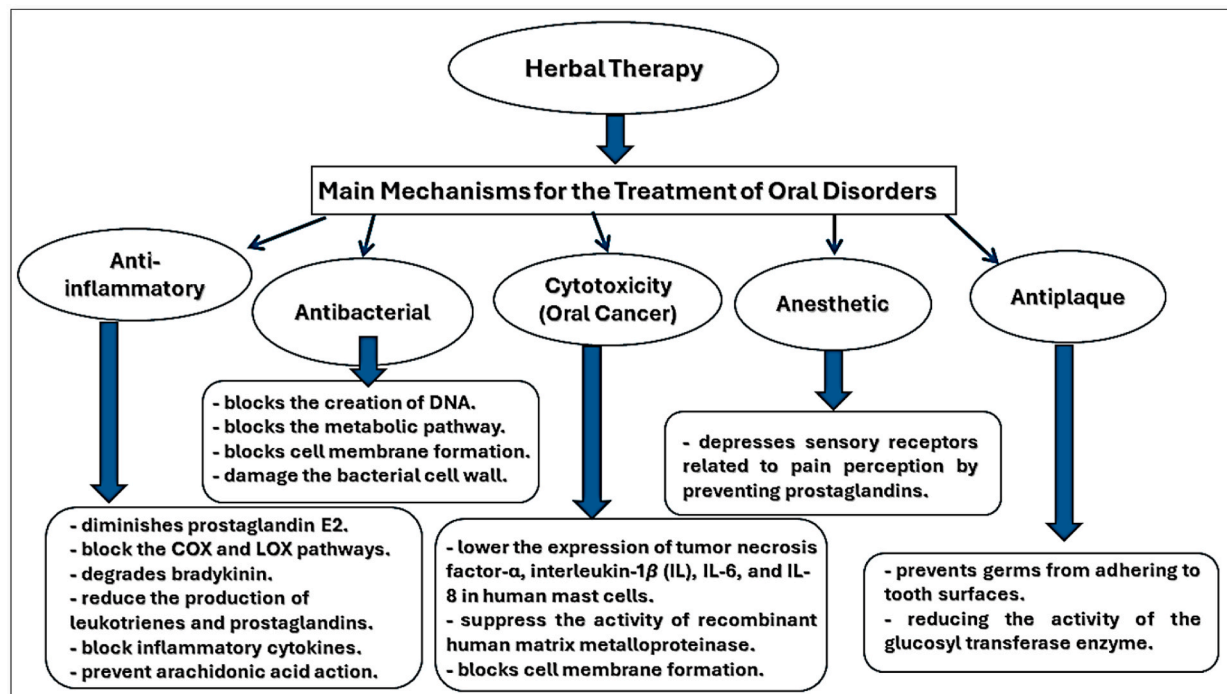 Herbal Therapy
Main Mechanisms for the Treatment of Oral Disorders
Anti-
inflammatory
Antibacterial
Cytotoxicity
(Oral Cancer)
Anesthetic
Antiplaque
- diminishes prostaglandin E2.
- block the COX and LOX pathways.
- degrades bradykinin.
- reduce the production of
leukotrienes and prostaglandins.
- block inflammatory cytokines.
- prevent arachidonic acid action.
- blocks the creation of DNA.
- blocks the metabolic pathway.
- blocks cell membrane formation.
- damage the bacterial cell wall.
- lower the expression of tumor necrosis
factor-α, interleukin-1β (IL), IL-6, and IL-
8 in human mast cells.
- suppress the activity of recombinant
human matrix metalloproteinase.
- blocks cell membrane formation.
- depresses sensory receptors
related to pain perception by
preventing prostaglandins.
- prevents germs from adhering to
tooth surfaces.
- reducing the activity of the
glucosyl transferase enzyme.